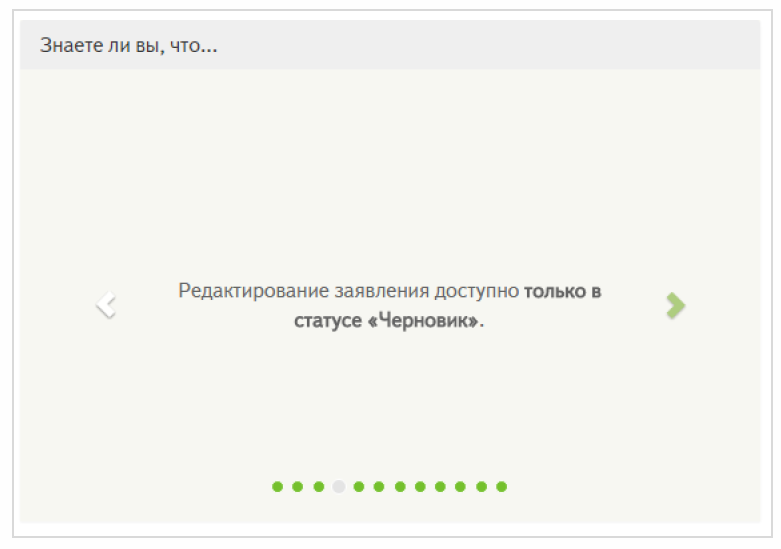 Знаете ли вы, что...
Редактирование заявления доступно только в
статусе «Черновик».